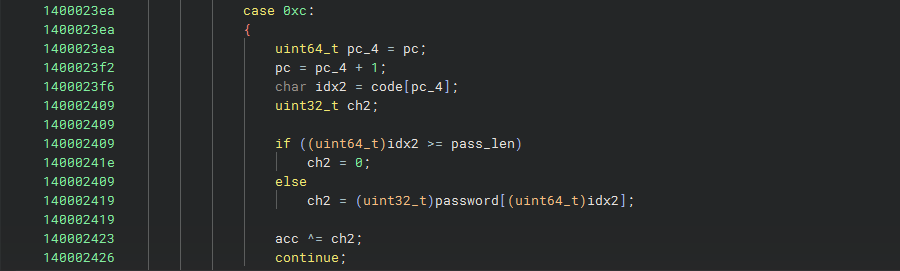 1400023ea case 0xc:
1400023ea {
1400023ea uint64_t pc_4 = pc;
1400023f2 pc = pc_4 + 1;
1400023f6 char idx2 = code[pc_4];
140002409 uint32_t ch2;
140002409
140002409 if ((uint64_t)idx2 >= pass_len)
14000241e ch2 = 0;
140002409 else
140002419 ch2 = (uint32_t)password[(uint64_t)idx2];
140002419
140002423 acc ^= ch2;
140002426 continue;